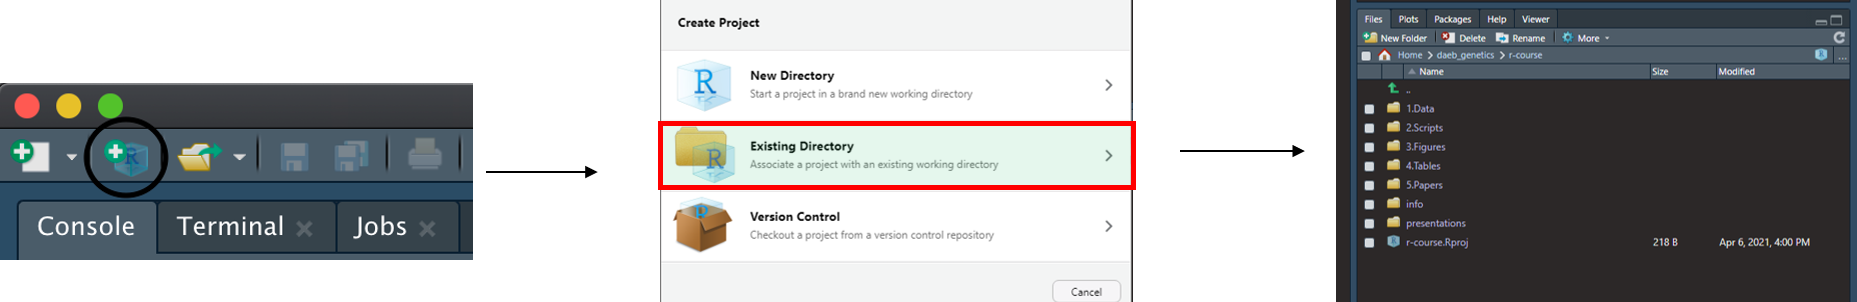 Console
Terminal
Jobs
Create Project
New Directory
Start a project in a brand new working directory
Existing Directory
Associate a project with an existing working directory
Version Control
Checkout a project from a version control repository
Cancel
Files Plots Packages Help Viewer
New Folder Delete Rename More
Home > daeb_genetics > r-course
Name Size Modified
..
1.Data
2.Scripts
3.Figures
4.Tables
5.Papers
info
presentations
r-course.Rproj 218 B Apr 6, 2021, 4:00 PM